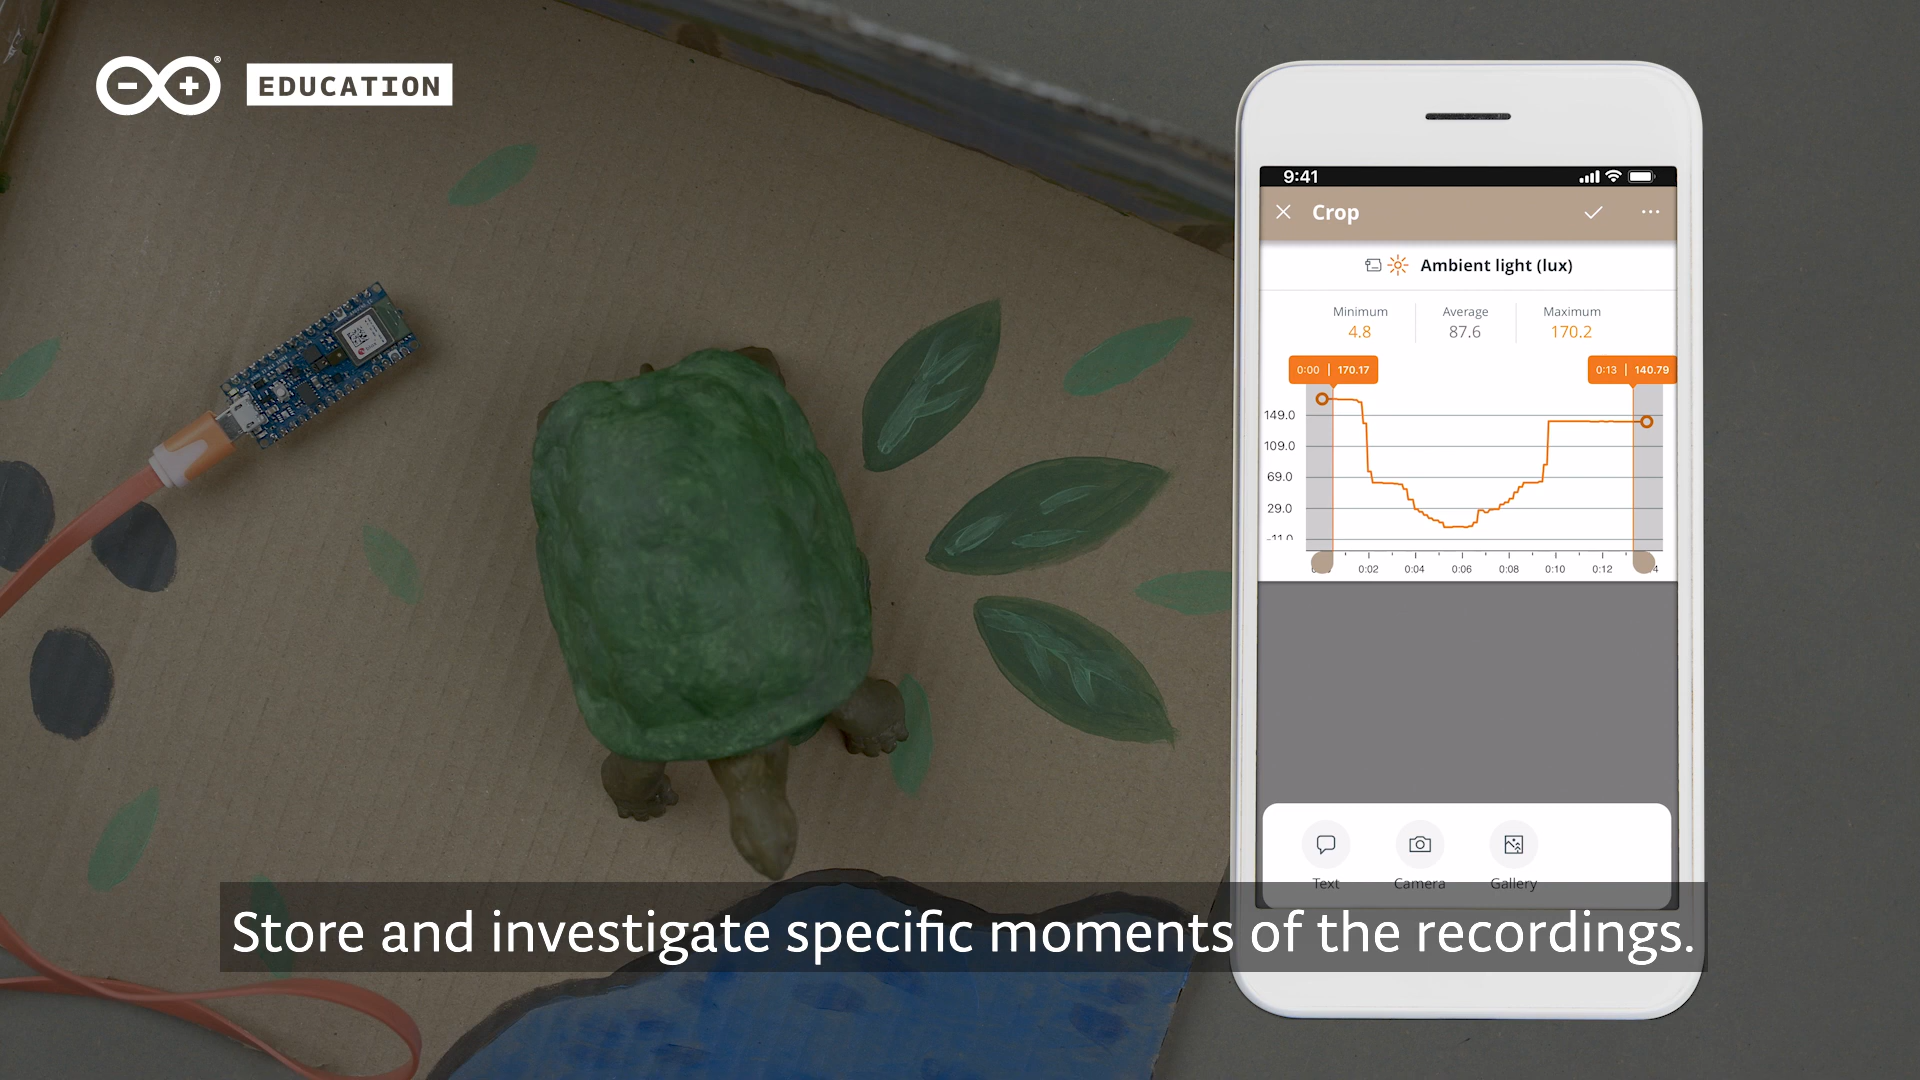 EDUCATION
9:41
Crop
Ambient light (lux)
Minimum
4.8
Average
87.6
Maximum
170.2
0:00 | 170.17
0:13 | 140.79
149.0
109.0
69.0
29.0
-11.0
0:02
0:04
0:06
0:08
0:10
0:12
Text
Camera
Gallery
Store and investigate specific moments of the recordings.